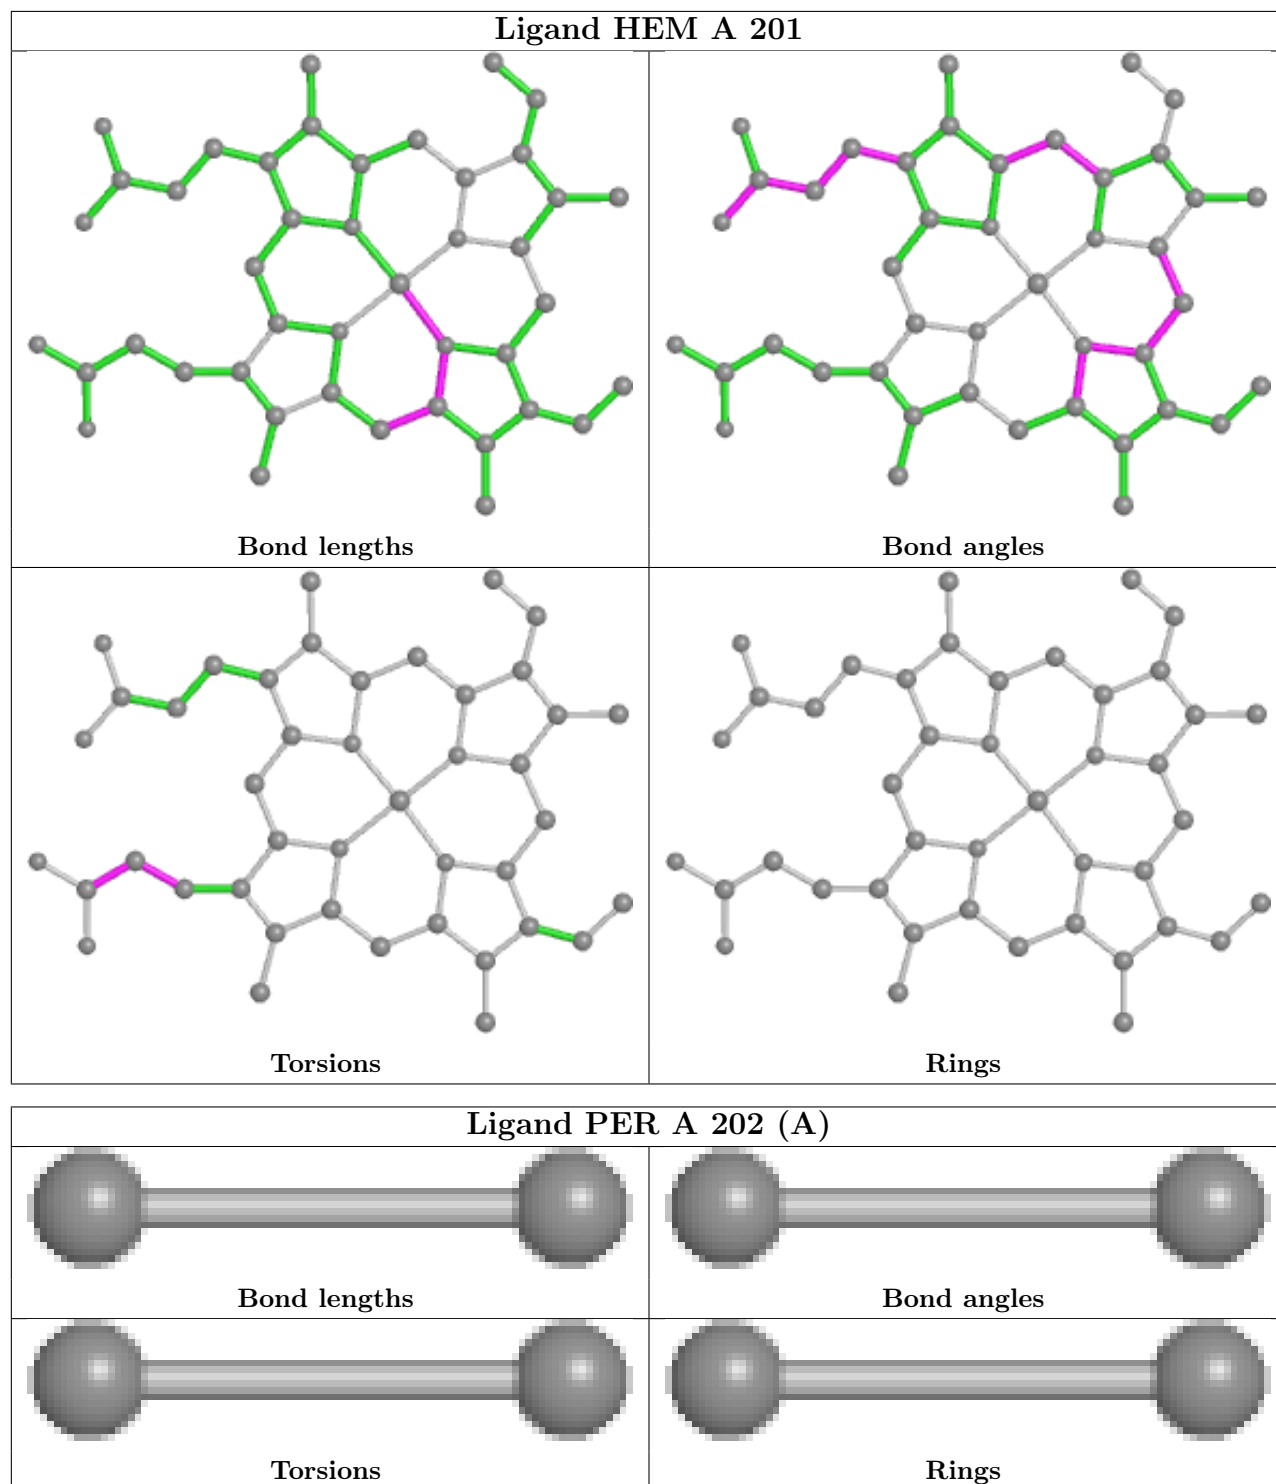 Ligand HEM A 201
Bond lengths
Bond angles
Torsions
Rings
Ligand PER A 202 (A)
Bond lengths
Bond angles
Torsions
Rings